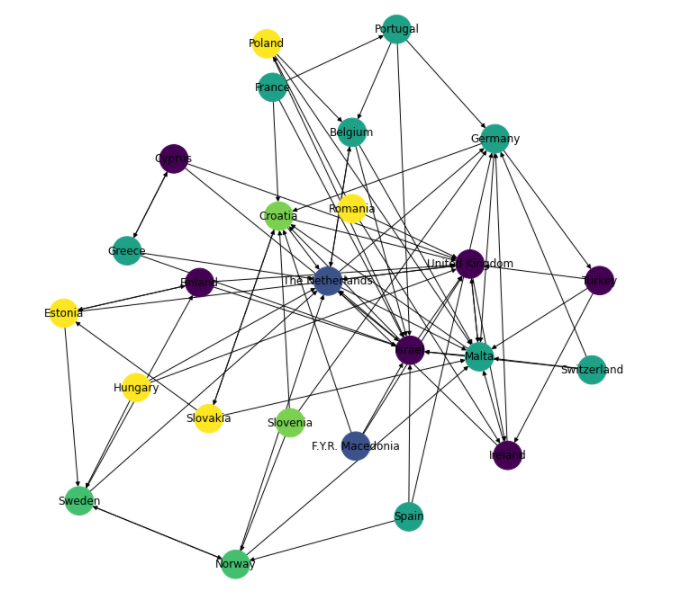 Portugal
Poland
France
Belgium
Germany
Cyprus
Romania
Croatia
Greece
United Kingdom
The Netherlands
Turkey
Finland
Estonia
Israel
Malta
Switzerland
Hungary
Slovakia
Slovenia
F.Y.R. Macedonia
Ireland
Sweden
Spain
Norway